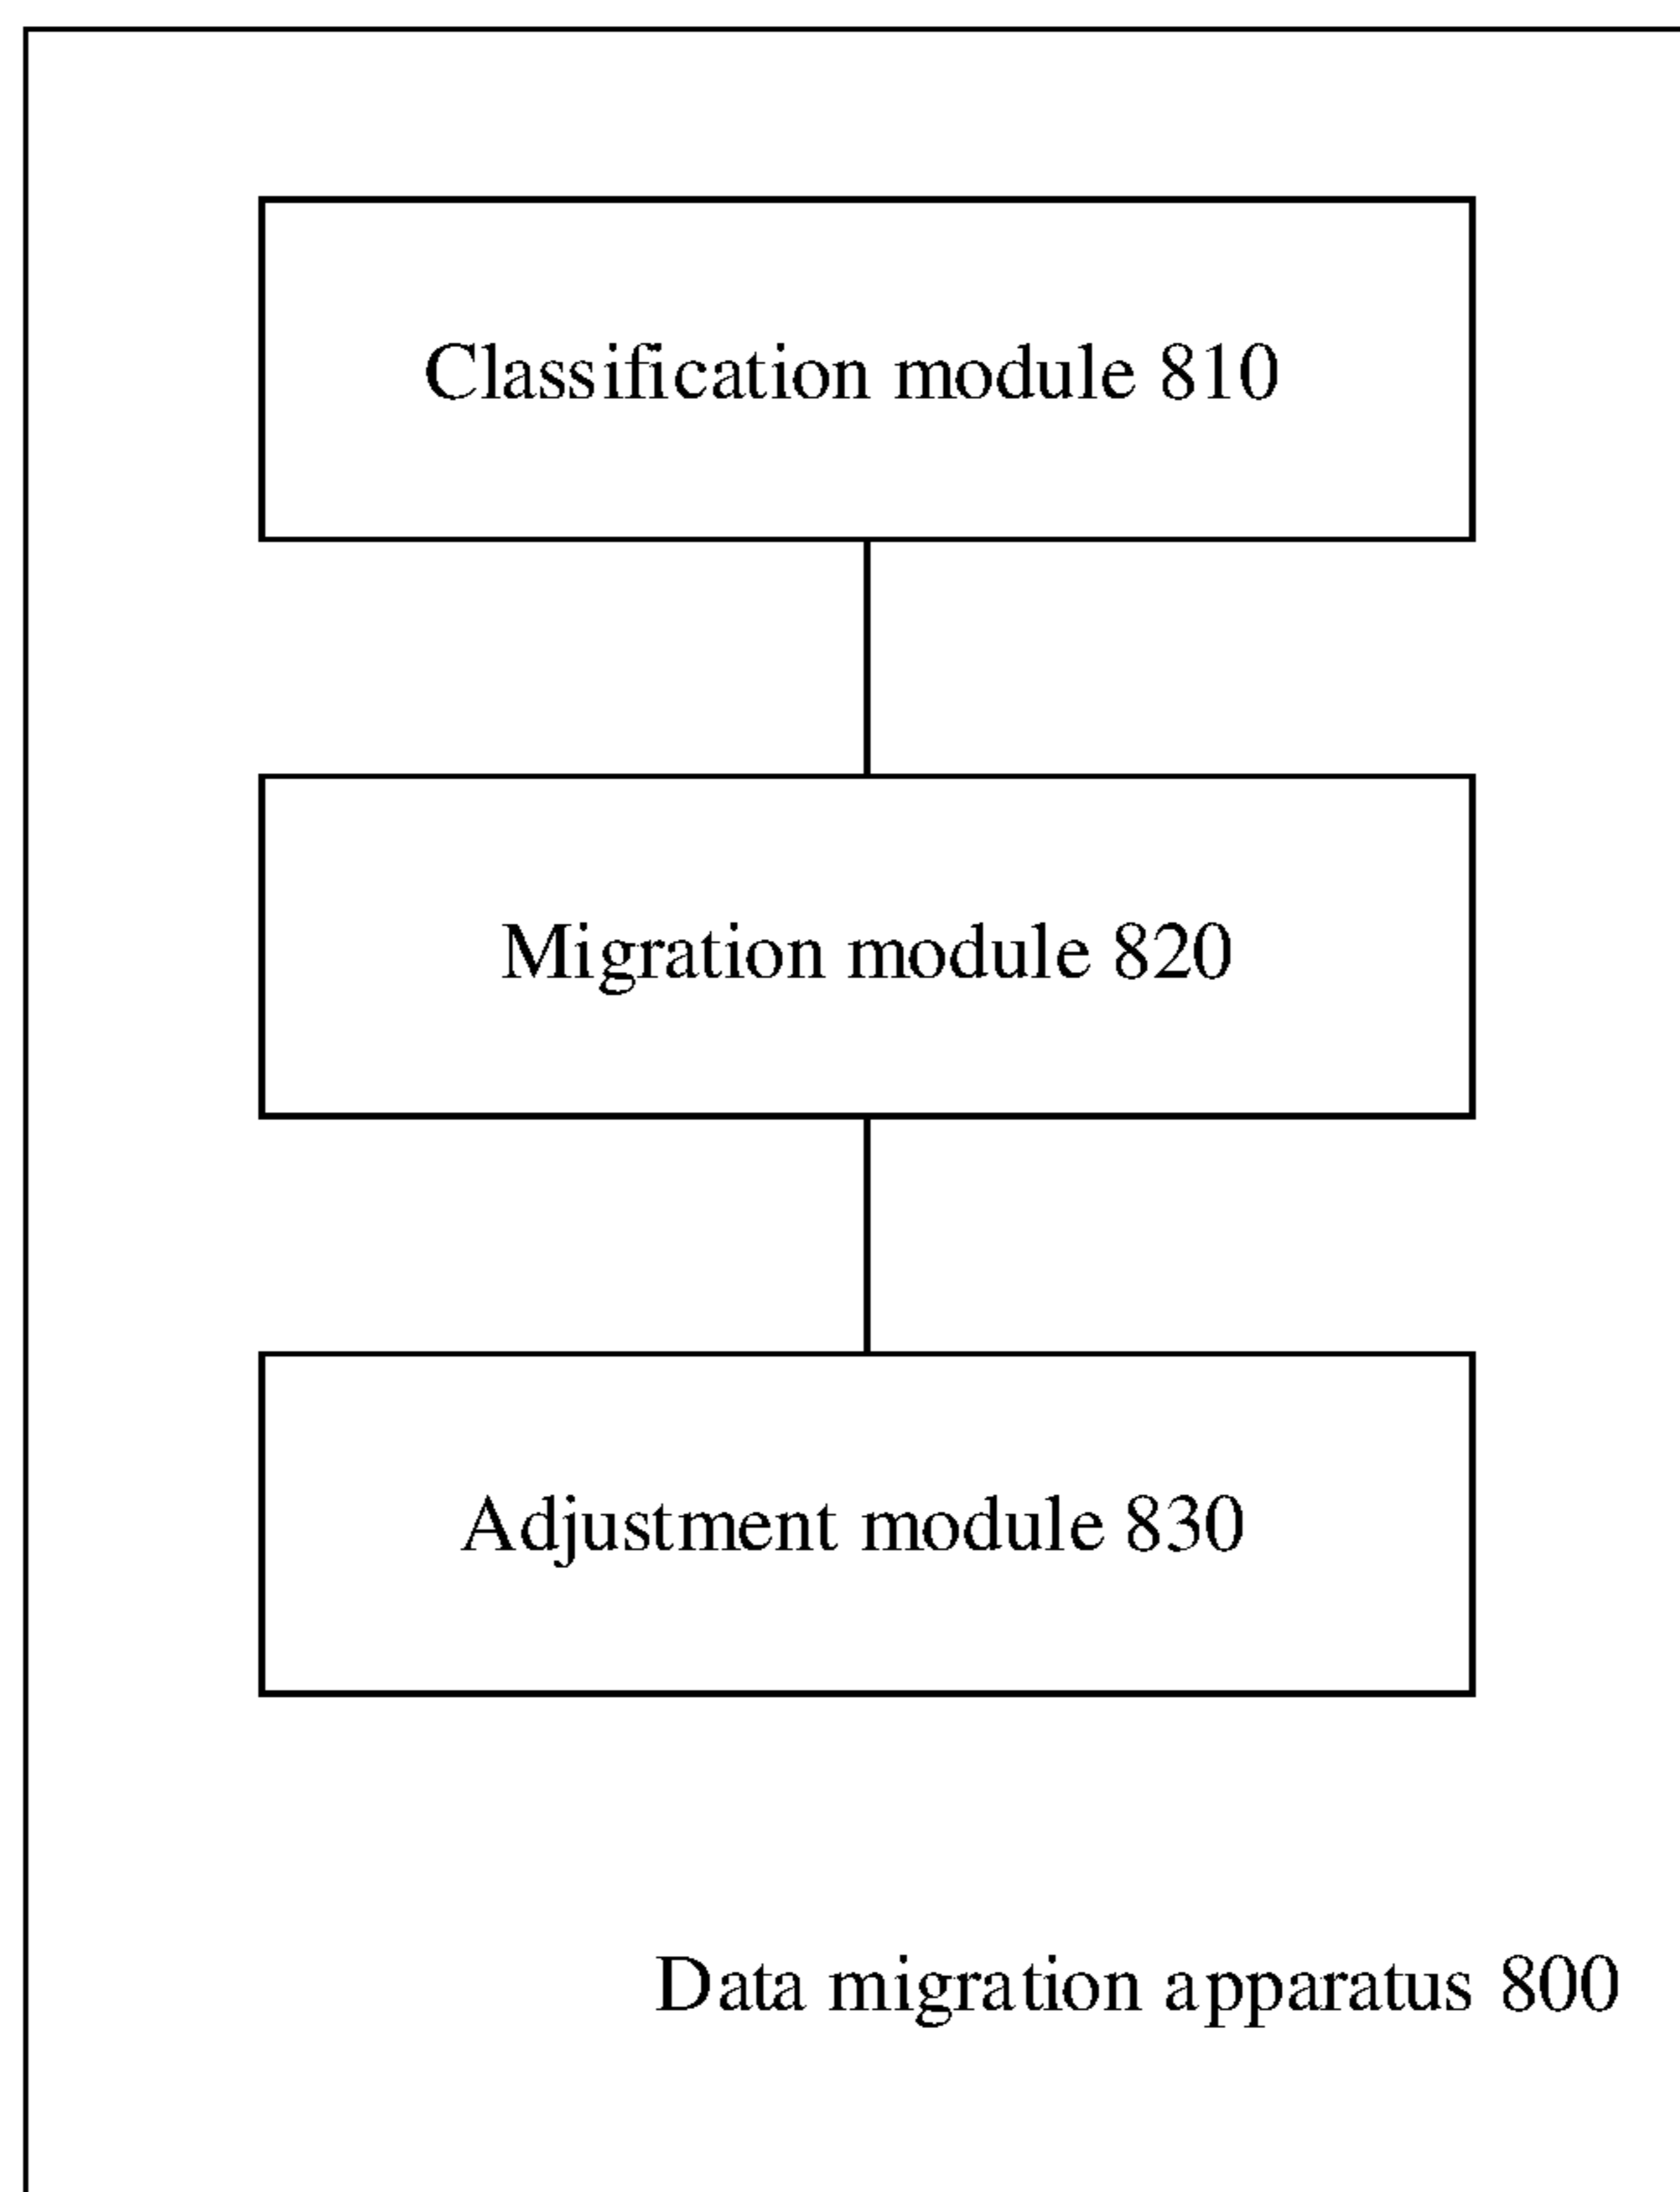 Classification module 810
Migration module 820
Adjustment module 830
Data migration apparatus 800